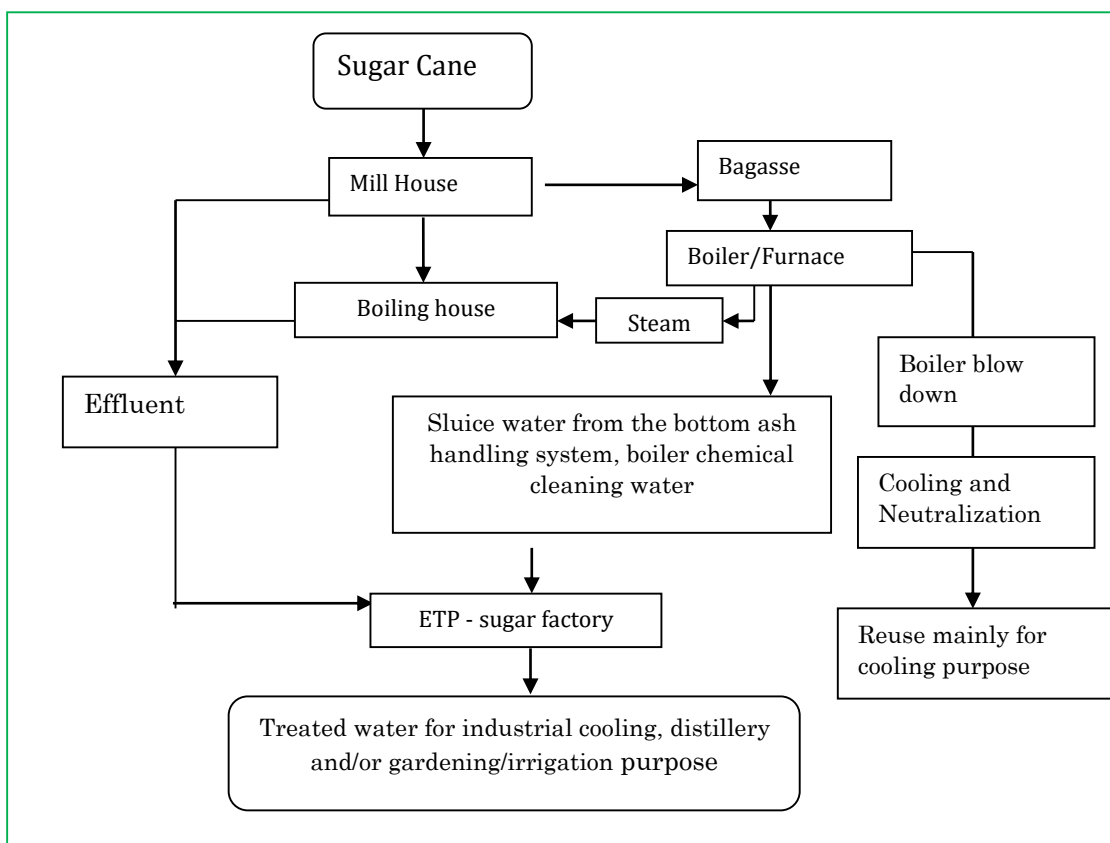 Sugar Cane
Mill House
Bagasse
Boiler/Furnace
Boiling house
Steam
Boiler blow
down
Effluent
Sluice water from the bottom ash
handling system, boiler chemical
cleaning water
Cooling and
Neutralization
ETP - sugar factory
Reuse mainly for
cooling purpose
Treated water for industrial cooling, distillery
and/or gardening/irrigation purpose